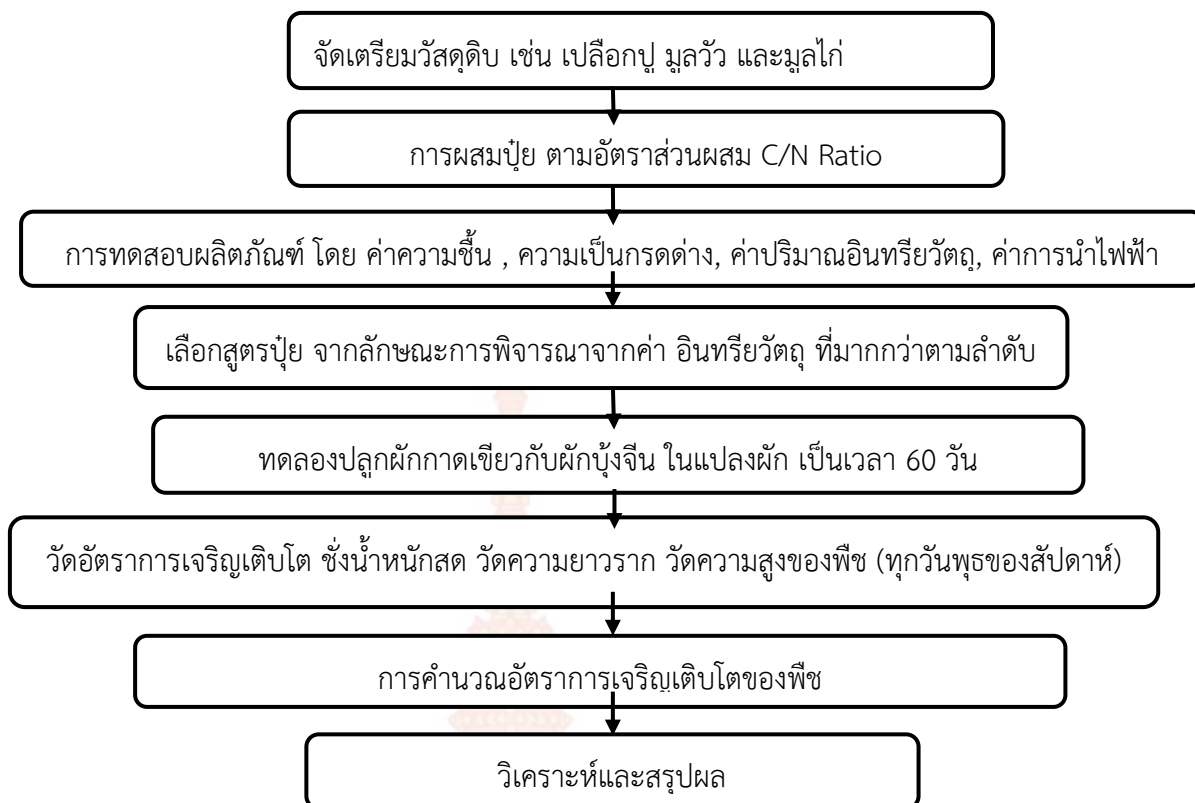 จัดเตรียมวัสดุดิบ เช่น เปลือกปู มูลวัว และมูลไก่
การผสมปุ๋ย ตามอัตราส่วนผสม C/N Ratio
การทดสอบผลิตภัณฑ์ โดย ค่าความชื้น , ความเป็นกรดด่าง, ค่าปริมาณอินทรียวัตถุ, ค่าการนำไฟฟ้า
เลือกสูตรปุ๋ย จากลักษณะการพิจารณาจากค่า อินทรียวัตถุ ที่มากกว่าตามลำดับ
ทดลองปลูกผักกาดเขียวกับผักบุ้งจีน ในแปลงผัก เป็นเวลา 60 วัน
วัดอัตราการเจริญเติบโต ชั่งน้ำหนักสด วัดความยาวราก วัดความสูงของพืช (ทุกวันพุธของสัปดาห์)
การคำนวณอัตราการเจริญเติบโตของพืช
วิเคราะห์และสรุปผล